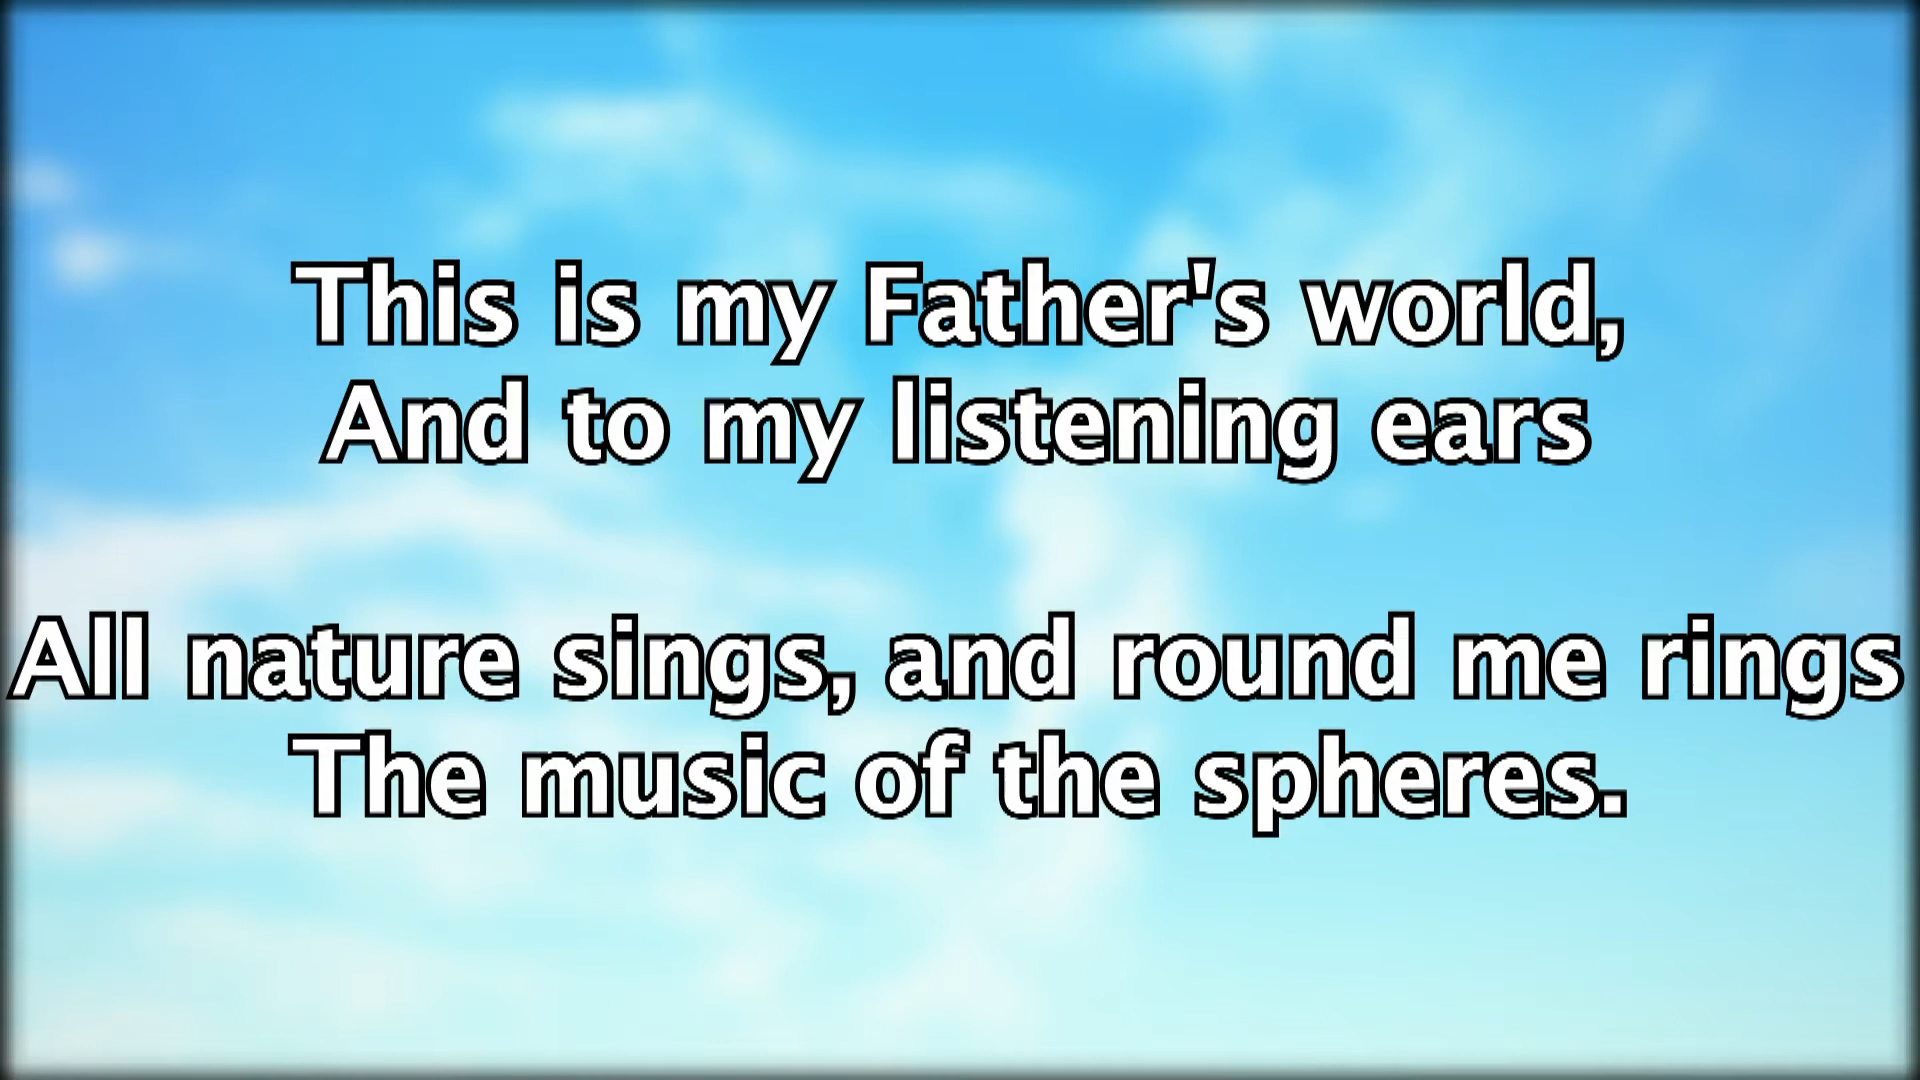 This is my Father's world,
And to my listening ears
All nature sings, and round me rings
The music of the spheres.